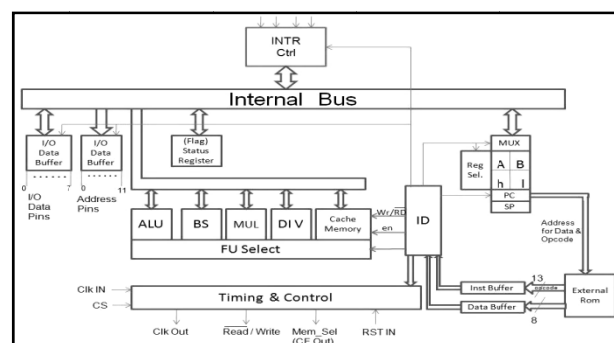 INTR
Ctrl
Internal Bus
I/O
Data
Buffer
I/O
Data
Buffer
(Flag)
Status
Register
MUX
Reg
Sel.
A B
h l
PC
SP
0 7
I/O
Data
Pins
0 11
Address
Pins
ALU BS MUL DIV Cache
Memory
FU Select
Wr/RD
en
ID
Address
for Data &
Opcode
Inst Buffer
13
opcode
Data Buffer
8
External
Rom
Clk IN
CS
Timing & Control
Clk Out
Read / Write
Mem_Sel
(CE Out)
RST IN